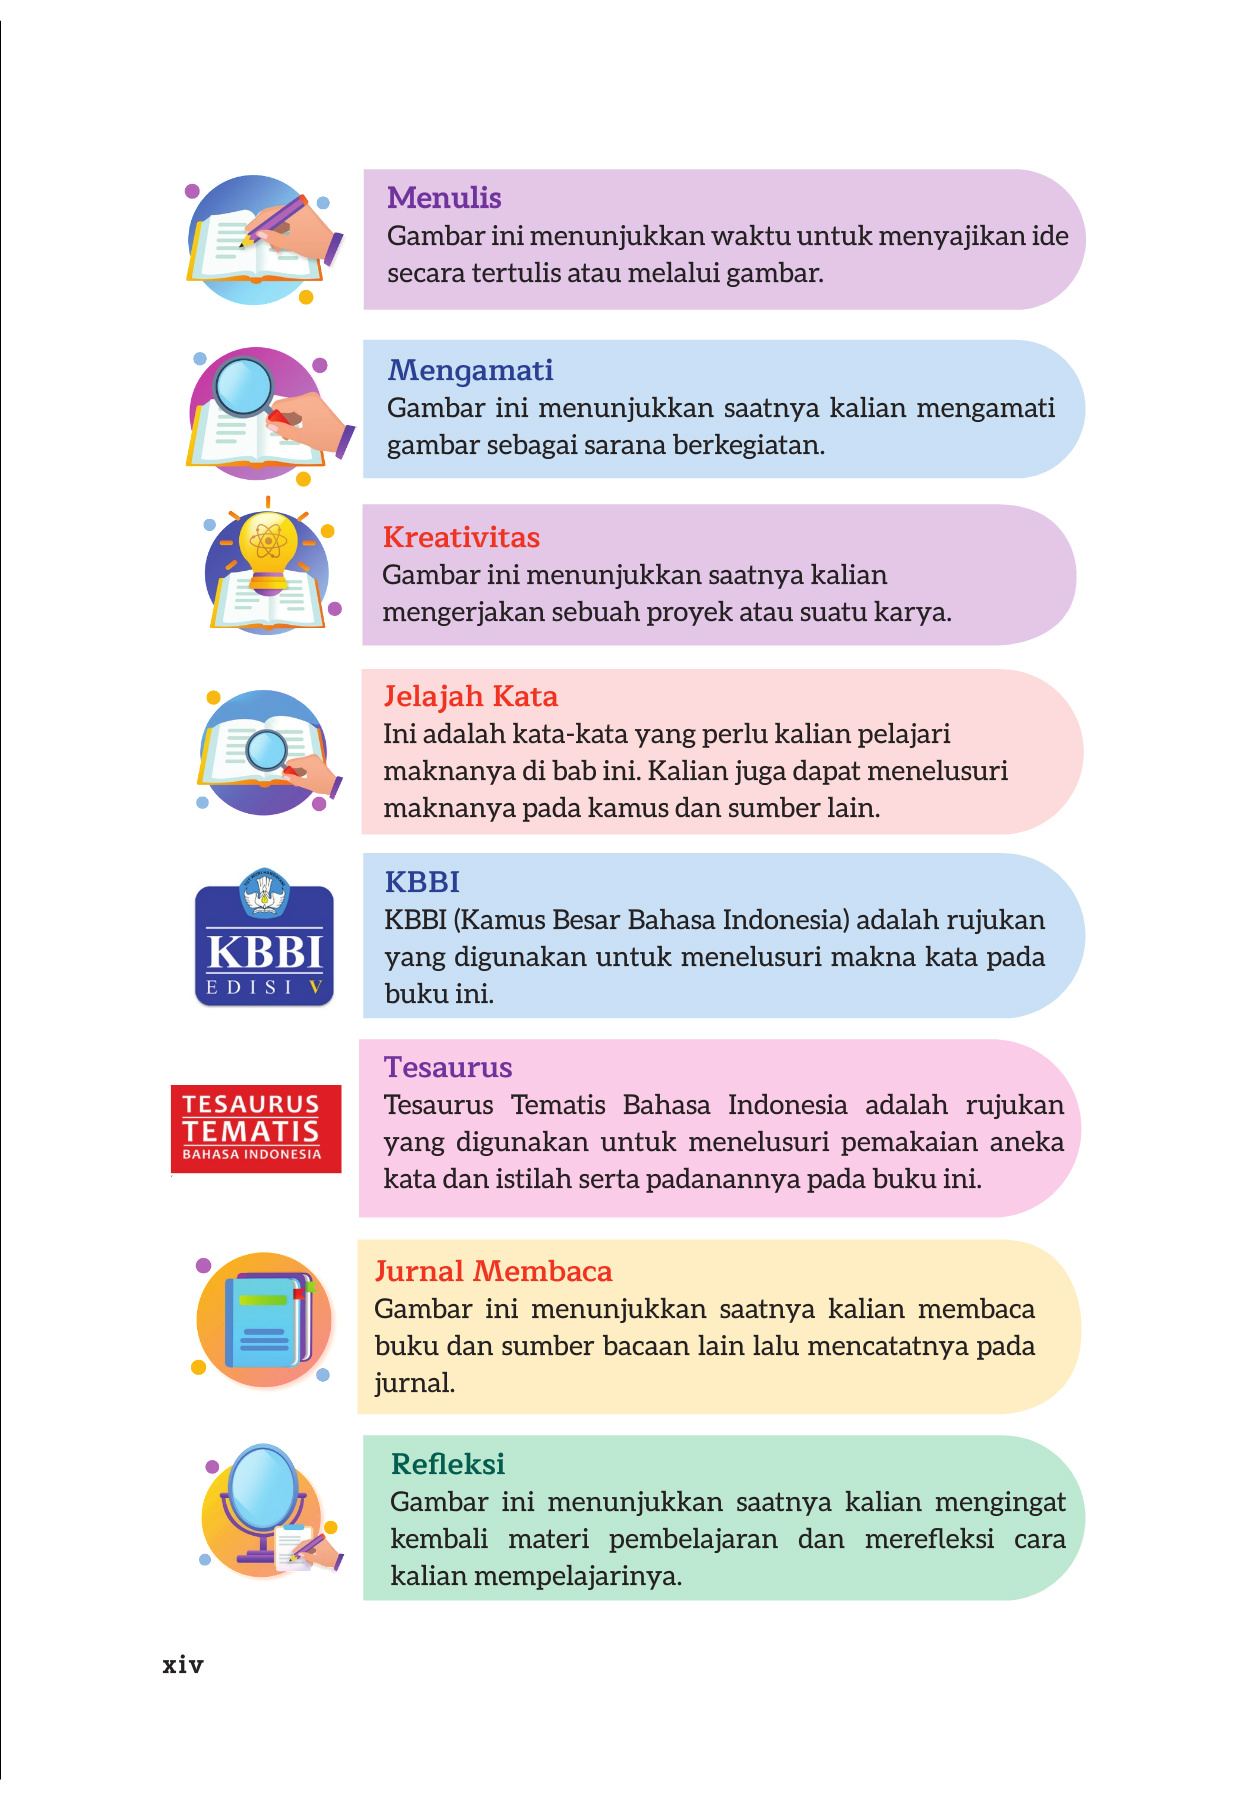 Menulis
Gambar ini menunjukkan waktu untuk menyajikan ide
secara tertulis atau melalui gambar.
Mengamati
Gambar ini menunjukkan saatnya kalian mengamati
gambar sebagai sarana berkegiatan.
Kreativitas
Gambar ini menunjukkan saatnya kalian
mengerjakan sebuah proyek atau suatu karya.
Jelajah Kata
Ini adalah kata-kata yang perlu kalian pelajari
maknanya di bab ini. Kalian juga dapat menelusuri
maknanya pada kamus dan sumber lain.
KBBI
EDISI V
KBBI
KBBI (Kamus Besar Bahasa Indonesia) adalah rujukan
yang digunakan untuk menelusuri makna kata pada
buku ini.
TESAURUS
TEMATIS
BAHASA INDONESIA
Tesaurus
Tesaurus Tematis Bahasa Indonesia adalah rujukan
yang digunakan untuk menelusuri pemakaian aneka
kata dan istilah serta padanannya pada buku ini.
Jurnal Membaca
Gambar ini menunjukkan saatnya kalian membaca
buku dan sumber bacaan lain lalu mencatatnya pada
jurnal.
Refleksi
Gambar ini menunjukkan saatnya kalian mengingat
kembali materi pembelajaran dan merefleksi cara
kalian mempelajarinya.
xiv